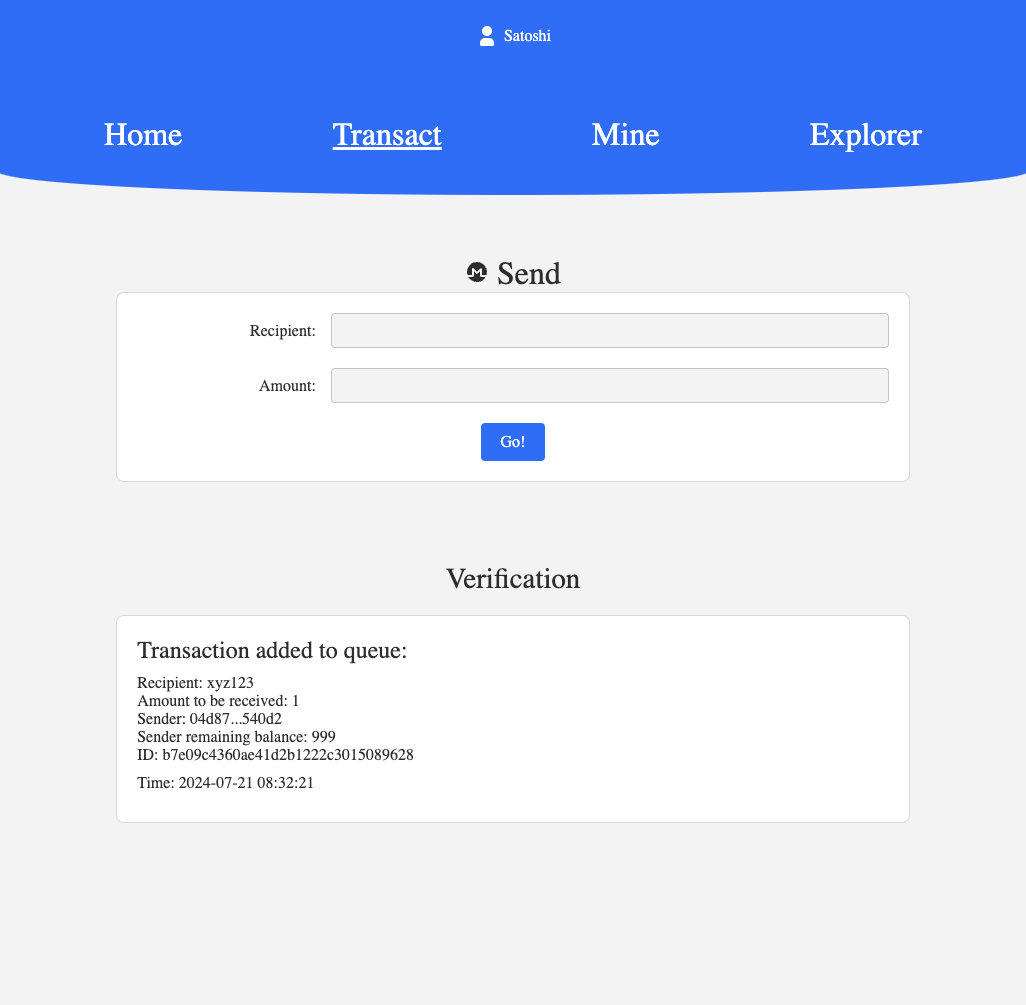 Satoshi
Home Transact Mine Explorer
Send
Recipient:
Amount:
Go!
Verification
Transaction added to queue:
Recipient: xyz123
Amount to be received: 1
Sender: 04d87...540d2
Sender remaining balance: 999
ID: b7e09c4360ae41d2b1222c3015089628
Time: 2024-07-21 08:32:21